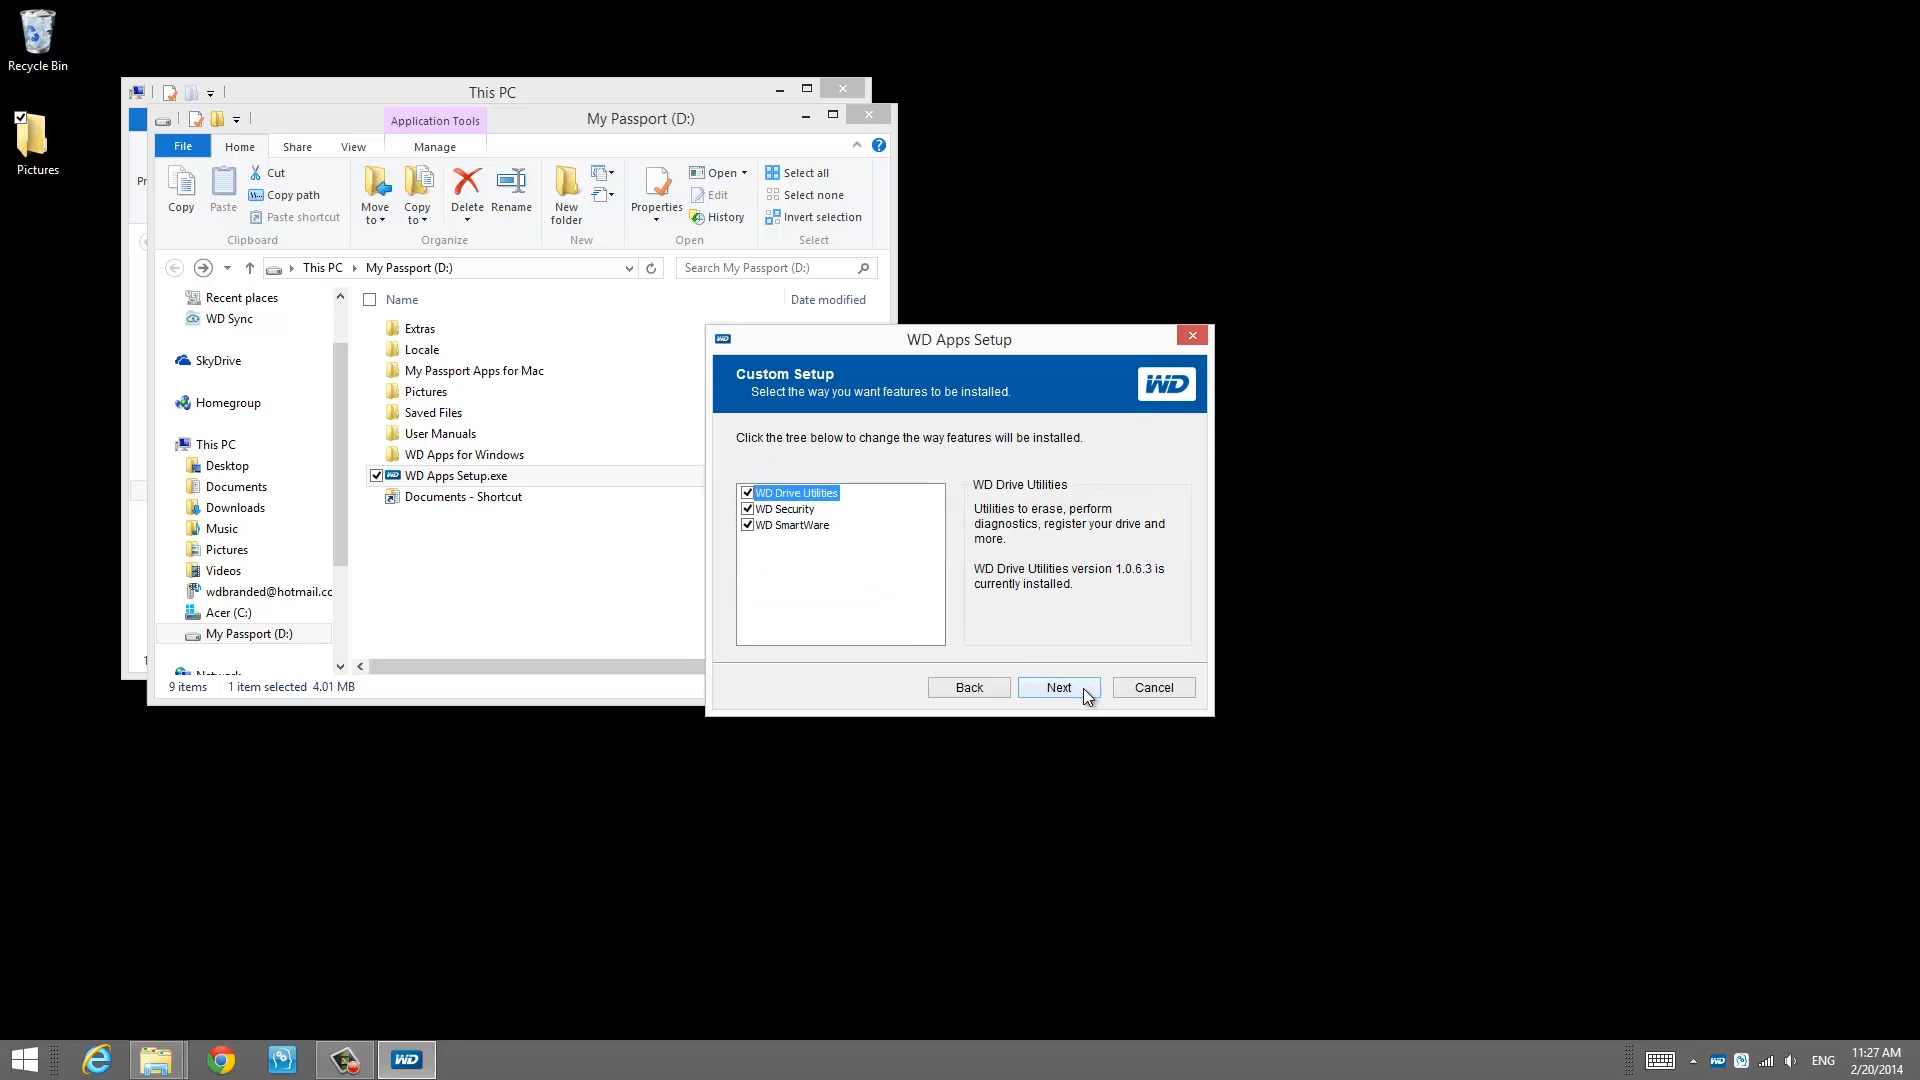 Recycle Bin
Pictures
This PC
Pr
1
Application Tools
My Passport (D:)
File
Home
Share
View
Manage
Copy
Paste
Cut
Copy path
Paste shortcut
Clipboard
Move to
Copy to
Delete
Rename
Organize
New folder
New
Properties
Open
Edit
History
Open
Select all
Select none
Invert selection
Select
This PC
My Passport (D:)
Search My Passport (D:)
Recent places
WD Sync
SkyDrive
Homegroup
This PC
Desktop
Documents
Downloads
Music
Pictures
Videos
wdbranded@hotmail.cc
Acer (C:)
My Passport (D:)
Network
Name
Date modified
Extras
Locale
My Passport Apps for Mac
Pictures
Saved Files
User Manuals
WD Apps for Windows
WD Apps Setup.exe
Documents - Shortcut
9 items
1 item selected 4.01 MB
WD
WD Apps Setup
Custom Setup
Select the way you want features to be installed.
WD
Click the tree below to change the way features will be installed.
WD Drive Utilities
WD Security
WD SmartWare
WD Drive Utilities
Utilities to erase, perform
diagnostics, register your drive and
more.
WD Drive Utilities version 1.0.6.3 is
currently installed.
Back
Next
Cancel
WD
WD
ENG
11:27 AM
2/20/2014